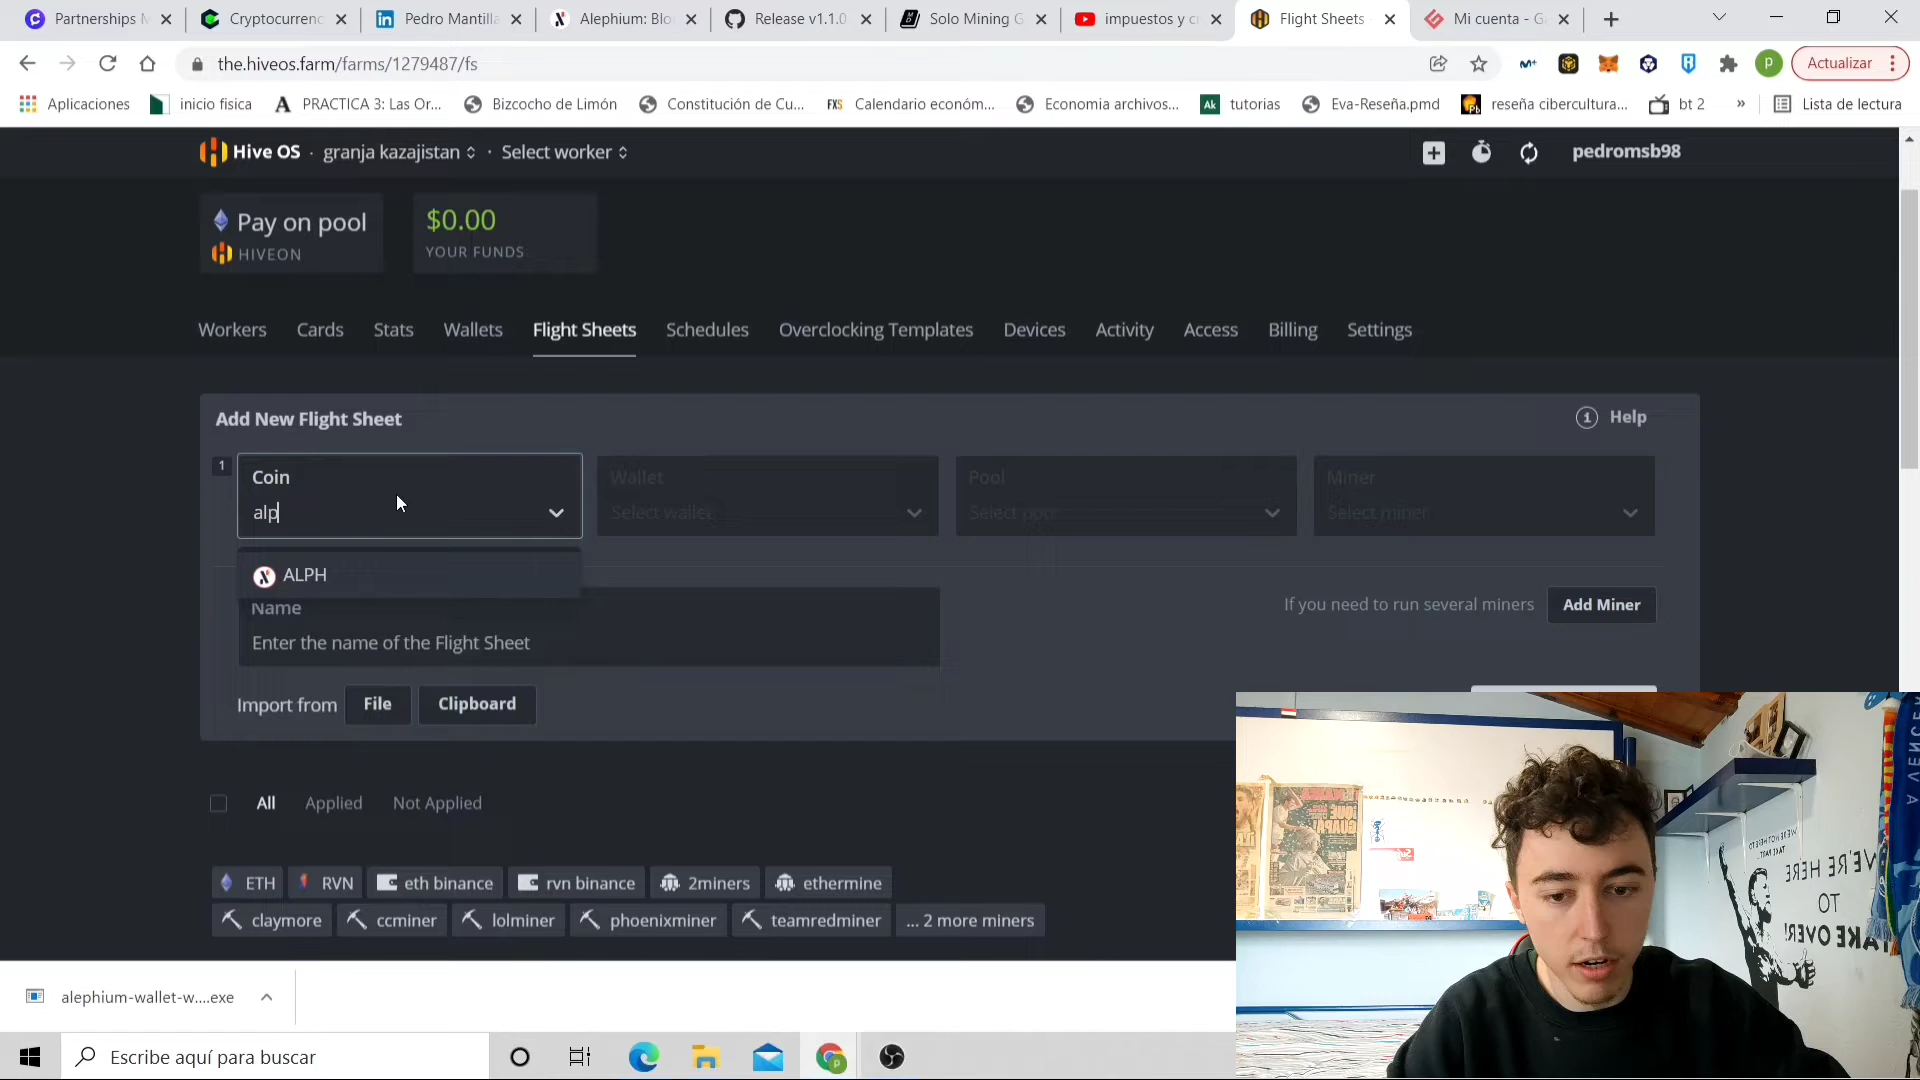 Partnerships M
Cryptocurrenc
Pedro Mantilla
Alephium: Blo
Release v1.1.0
Solo Mining G
impuestos y c
Flight Sheets
Mi cuenta - G
the.hiveos.farm/farms/1279487/fs
P
Actualizar
Aplicaciones
inicio fisica
PRACTICA 3: Las Or...
Bizcocho de Limón
Constitución de Cu...
FXS Calendario económ...
Economia archivos...
Ak tutorias
Eva-Reseña.pmd
reseña cibercultura...
bt 2
»
Lista de lectura
Hive OS · granja kazajistan · Select worker
pedromsb98
Pay on pool
HIVEON
$0.00
YOUR FUNDS
Workers Cards Stats Wallets Flight Sheets Schedules Overclocking Templates Devices Activity Access Billing Settings
Add New Flight Sheet
Help
1
Coin
alp
Wallet
Select wallet
Pool
Select pool
Miner
Select miner
ALPH
Name
Enter the name of the Flight Sheet
If you need to run several miners
Add Miner
Import from File Clipboard
All Applied Not Applied
ETH RVN eth binance rvn binance 2miners ethermine
claymore ccminer lolminer phoenixminer teamredminer ... 2 more miners
WE'RE HERE
TO
TAKE OVER!
alephium-wallet-w....exe
Escribe aquí para buscar